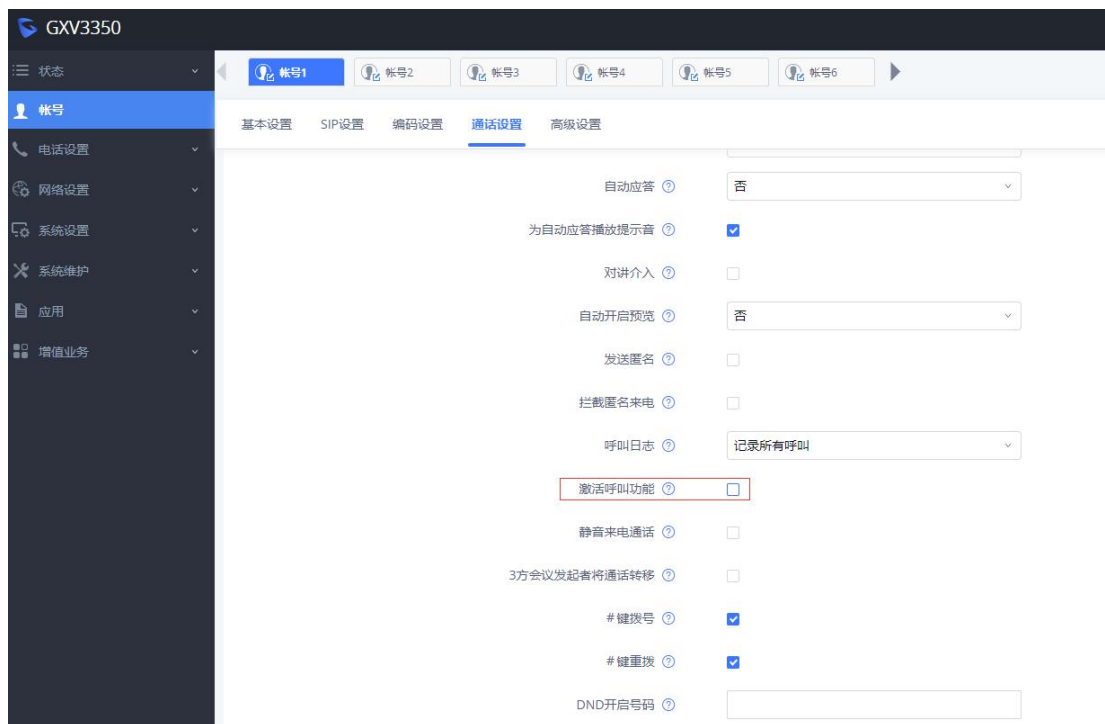 GXV3350
状态
帐号
电话设置
网络设置
系统设置
系统维护
应用
增值业务
帐号1 帐号2 帐号3 帐号4 帐号5 帐号6
基本设置 SIP设置 编码设置 通话设置 高级设置
自动应答 否
为自动应答播放提示音
对讲介入
自动开启预览 否
发送匿名
拦截匿名来电
呼叫日志 记录所有呼叫
激活呼叫功能
静音来电通话
3方会议发起者将通话转移
#键拨号
#键重拨
DND开启号码